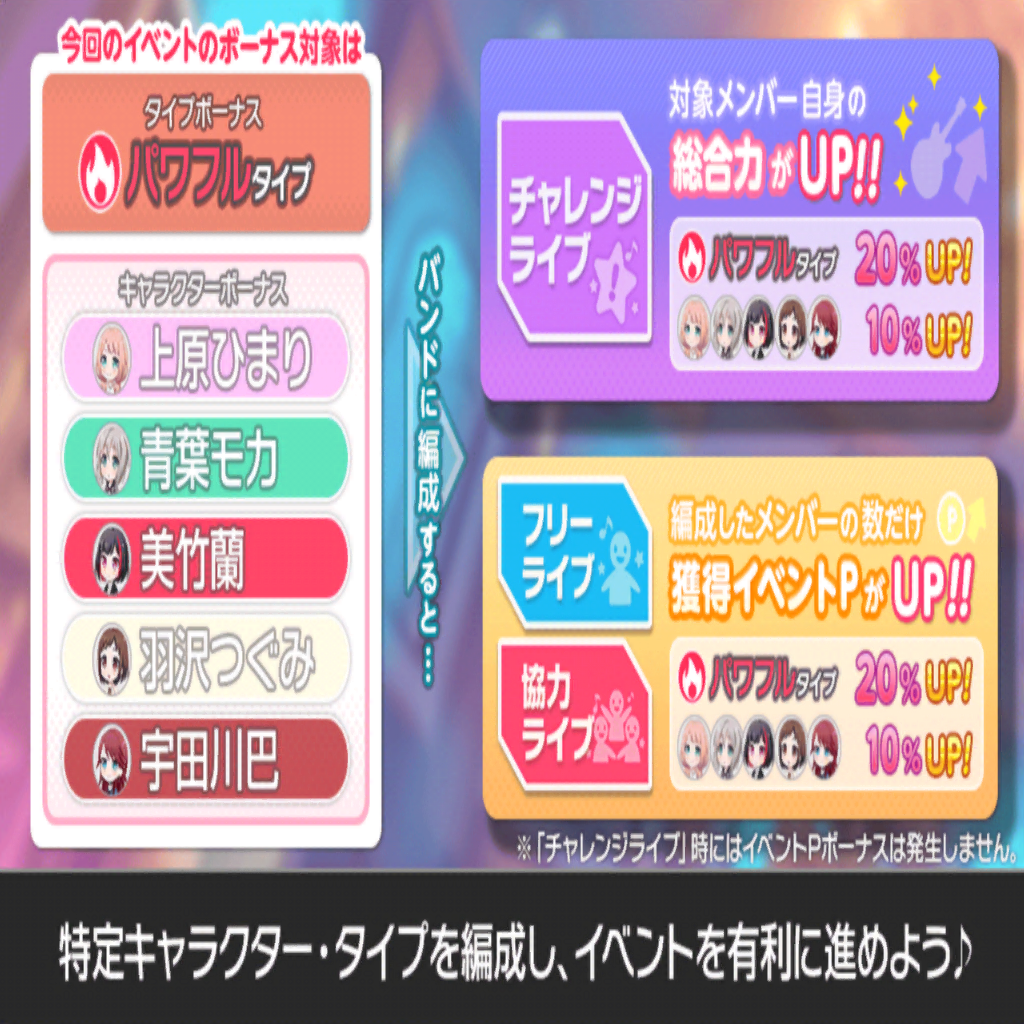 今回のイベントのボーナス対象は
タイプボーナス
パワフルタイプ
キャラクターボーナス
上原ひまり
青葉モカ
美竹蘭
羽沢つぐみ
宇田川巴
バンドに編成すると…
チャレンジ
ライブ
対象メンバー自身の
総合力がUP!!
パワフルタイプ 20%UP!
10%UP!
フリー
ライブ
協力
ライブ
編成したメンバーの数だけ P
獲得イベントPがUP!!
パワフルタイプ 20%UP!
10%UP!
※「チャレンジライブ」時にはイベントPボーナスは発生しません。
特定キャラクター・タイプを編成し、イベントを有利に進めよう♪